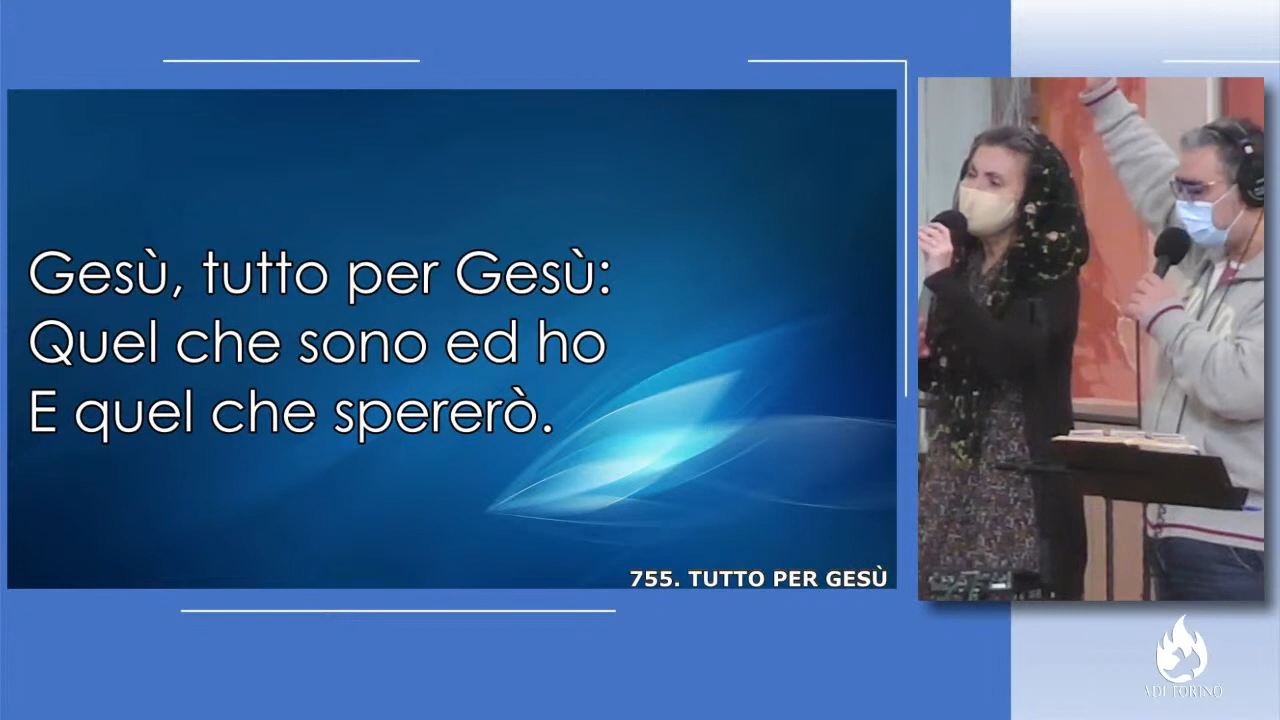 Gesù, tutto per Gesù:
Quel che sono ed ho
E quel che spererò.
755. TUTTO PER GESÙ
ADI TORINO